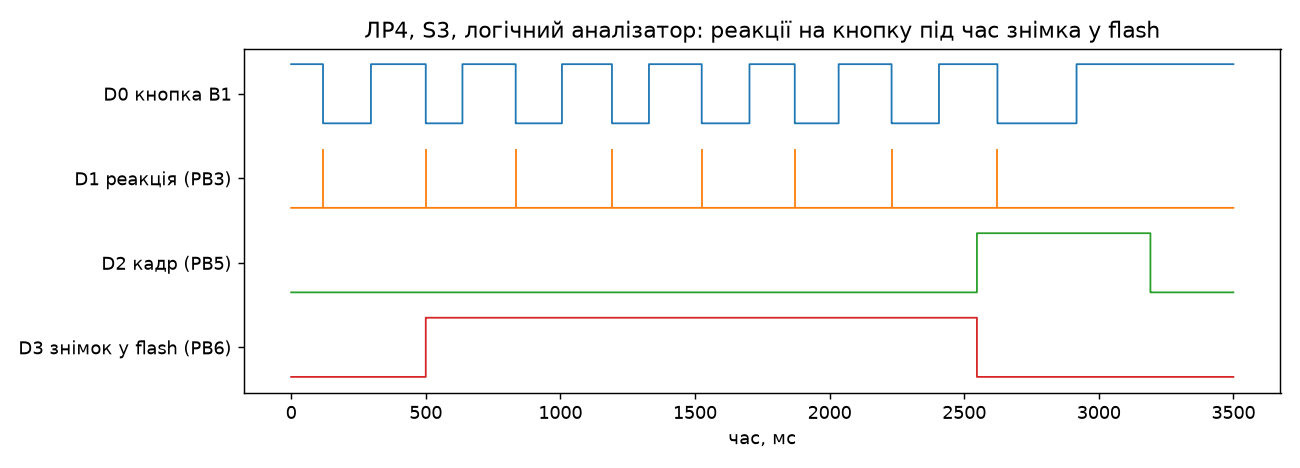 ЛР4, S3, логічний аналізатор: реакції на кнопку під час знімка у flash
D0 кнопка B1
D1 реакція (PB3)
D2 кадр (PB5)
D3 знімок у flash (PB6)
0 500 1000 1500 2000 2500 3000 3500
час, мс